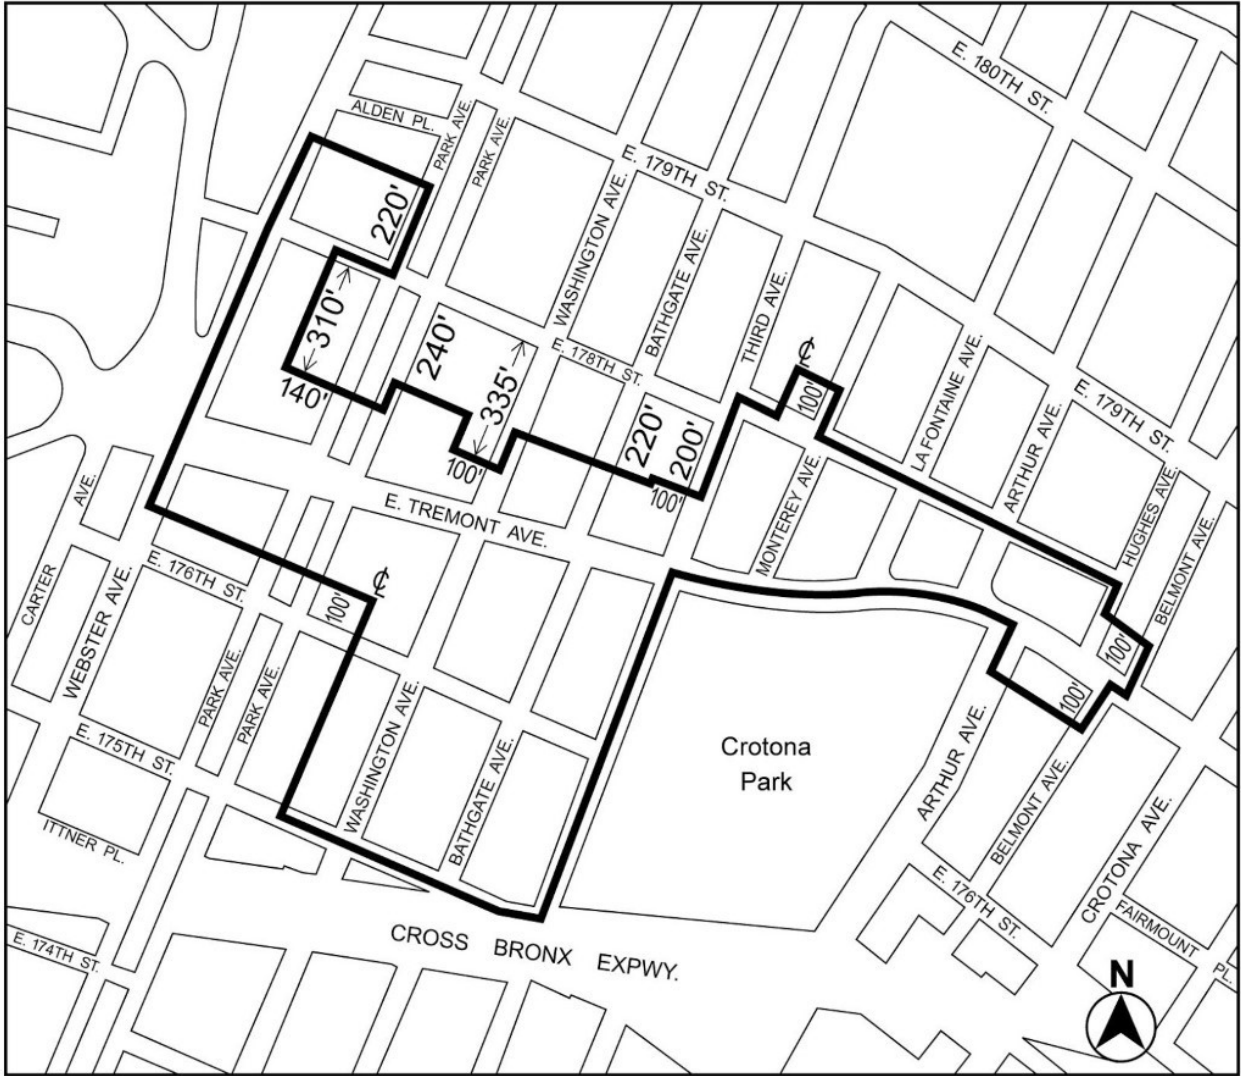 E. 180TH ST.
ALDEN PL.
PARK AVE.
PARK AVE.
E. 179TH ST.
220'
WASHINGTON AVE.
BATHGATE AVE.
THIRD AVE.
310'
240'
E. 178TH ST.
℄
LA FONTAINE AVE.
335'
140'
100'
E. 179TH ST.
220'
200'
ARTHUR AVE.
100'
100'
HUGHES AVE.
AVE.
E. TREMONT AVE.
MONTEREY AVE.
BELMONT AVE.
E. 176TH ST.
℄
CARTER
WEBSTER AVE.
100'
100'
PARK AVE.
PARK AVE.
WASHINGTON AVE.
100'
E. 175TH ST.
BATHGATE AVE.
Crotona
Park
ARTHUR AVE.
BELMONT AVE.
CROTONA AVE.
ITTNER PL.
E. 176TH ST.
FAIRMOUNT PL.
E. 174TH ST.
CROSS BRONX EXPWY.
N